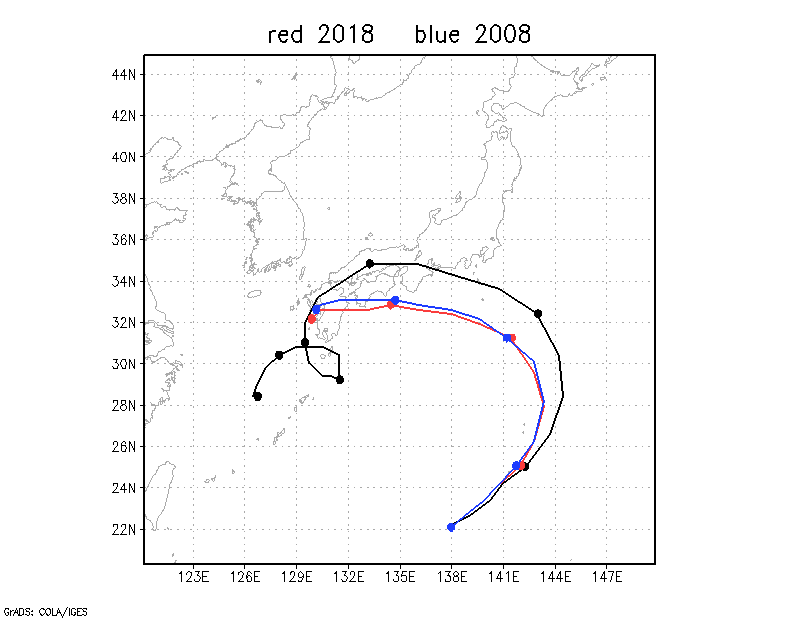 red 2018 blue 2008
44N
42N
40N
38N
36N
34N
32N
30N
28N
26N
24N
22N
123E 126E 129E 132E 135E 138E 141E 144E 147E
GrADS: COLA/IGES